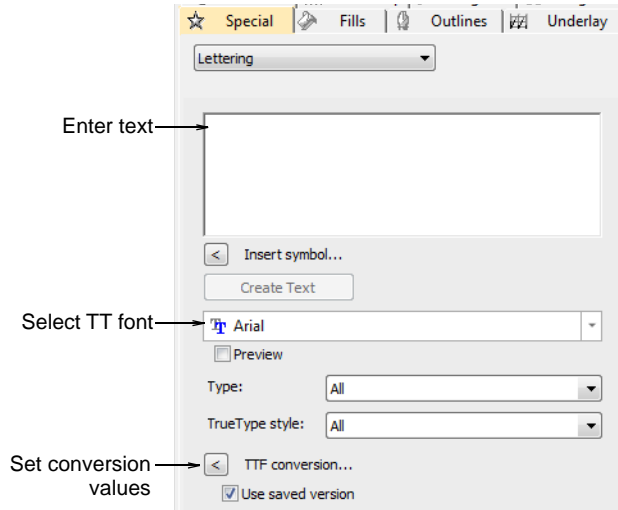 Special Fills Outlines Underlay
Lettering
Enter text
< Insert symbol...
Create Text
Select TT font
Arial
Preview
Type: All
TrueType style: All
Set conversion values
< TTF conversion...
Use saved version